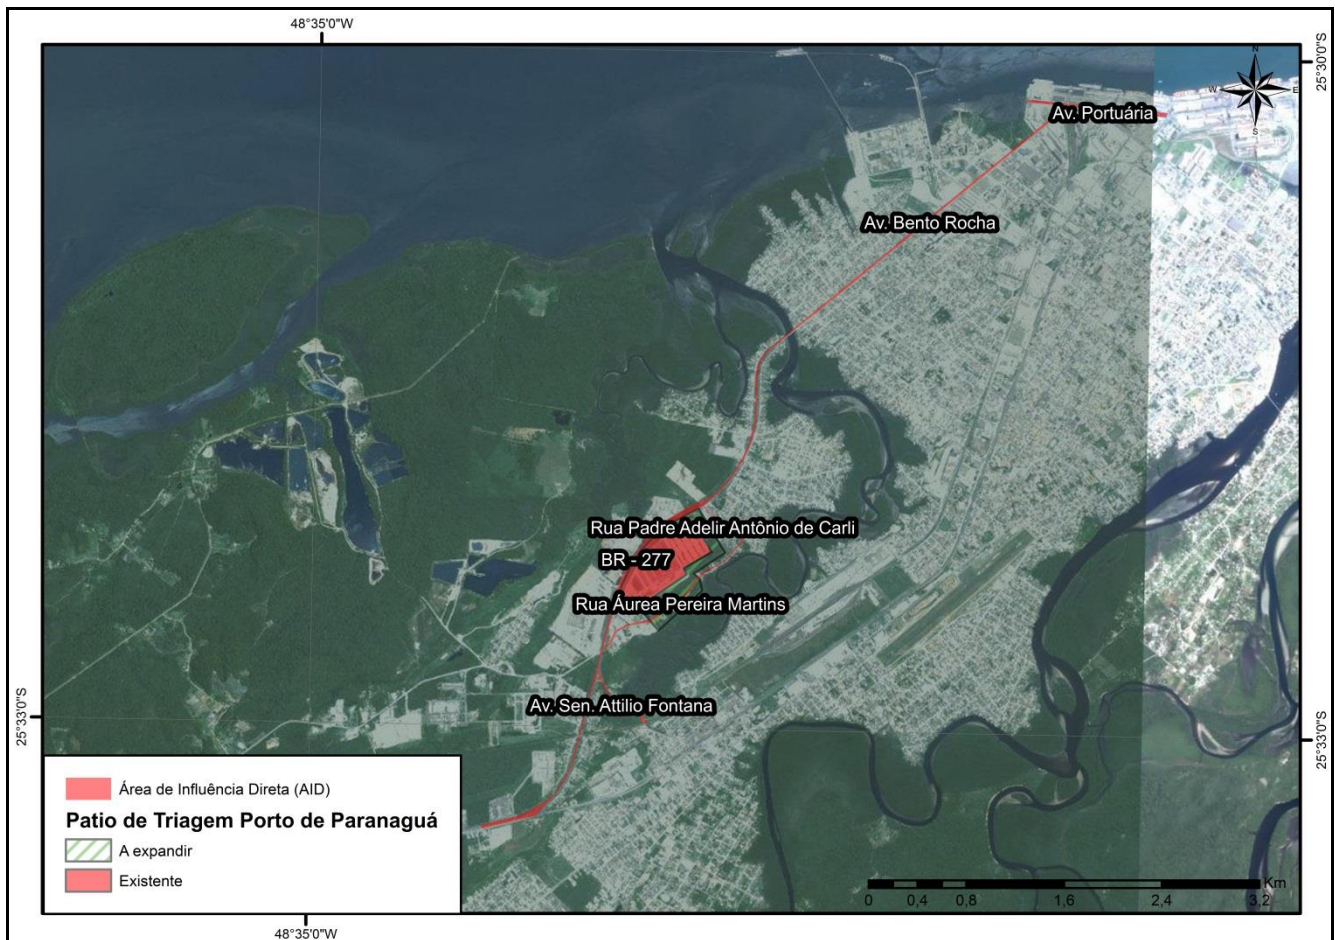 48°35'0"W
25°30'0"S
N
W
E
S
Av. Portuária
Av. Bento Rocha
Rua Padre Adelir Antônio de Carli
BR - 277
Rua Áurea Pereira Martins
Av. Sen. Attilio Fontana
25°33'0"S
25°33'0"S
Área de Influência Direta (AID)
Patio de Triagem Porto de Paranaguá
A expandir
Existente
Km
0 0,4 0,8 1,6 2,4 3,2
48°35'0"W